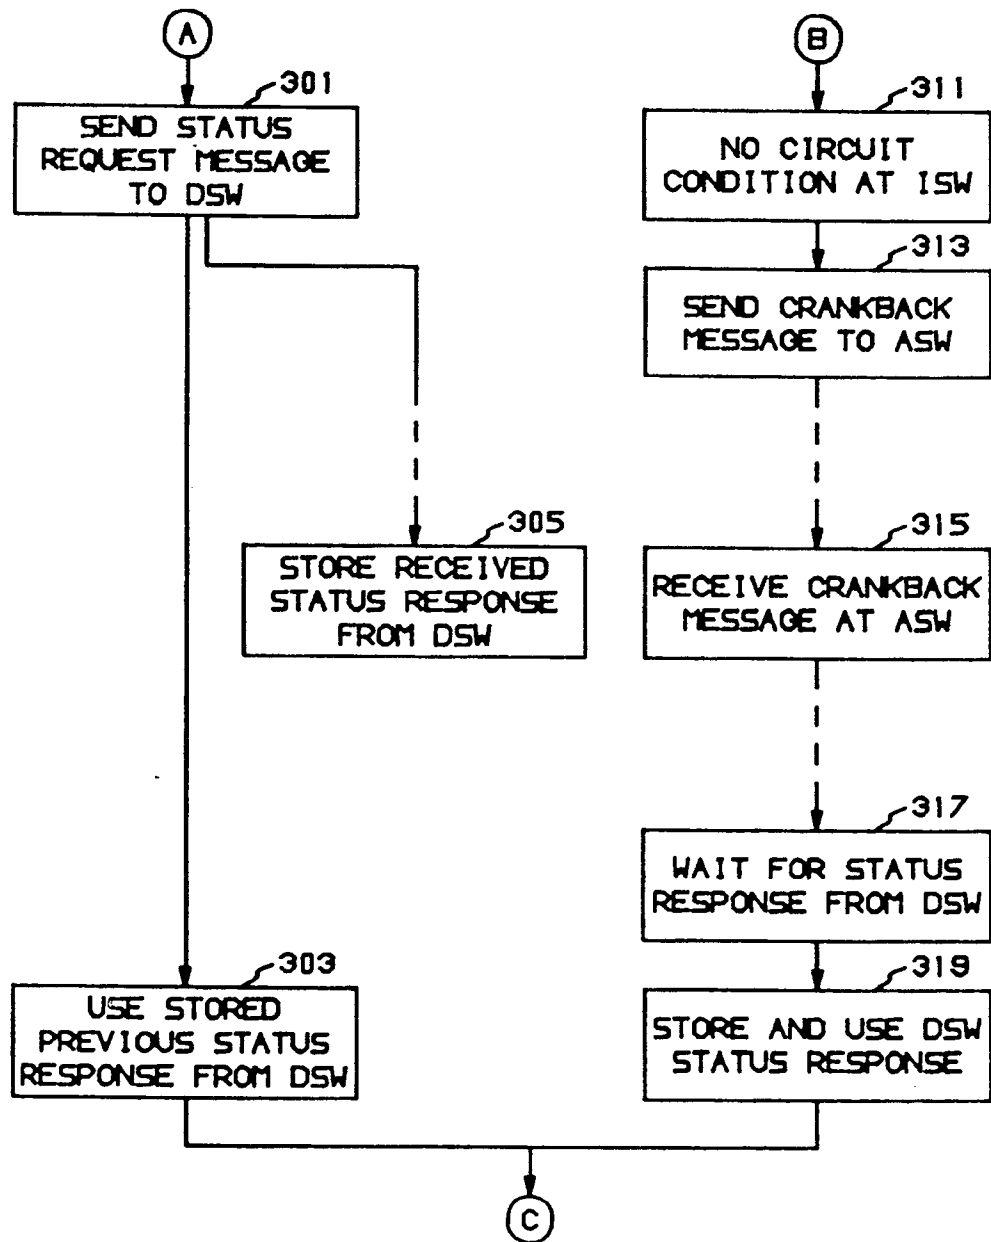 A
301
SEND STATUS
REQUEST MESSAGE
TO DSW
305
STORE RECEIVED
STATUS RESPONSE
FROM DSW
303
USE STORED
PREVIOUS STATUS
RESPONSE FROM DSW
B
311
NO CIRCUIT
CONDITION AT ISW
313
SEND CRANKBACK
MESSAGE TO ASW
315
RECEIVE CRANKBACK
MESSAGE AT ASW
317
WAIT FOR STATUS
RESPONSE FROM DSW
319
STORE AND USE DSW
STATUS RESPONSE
C